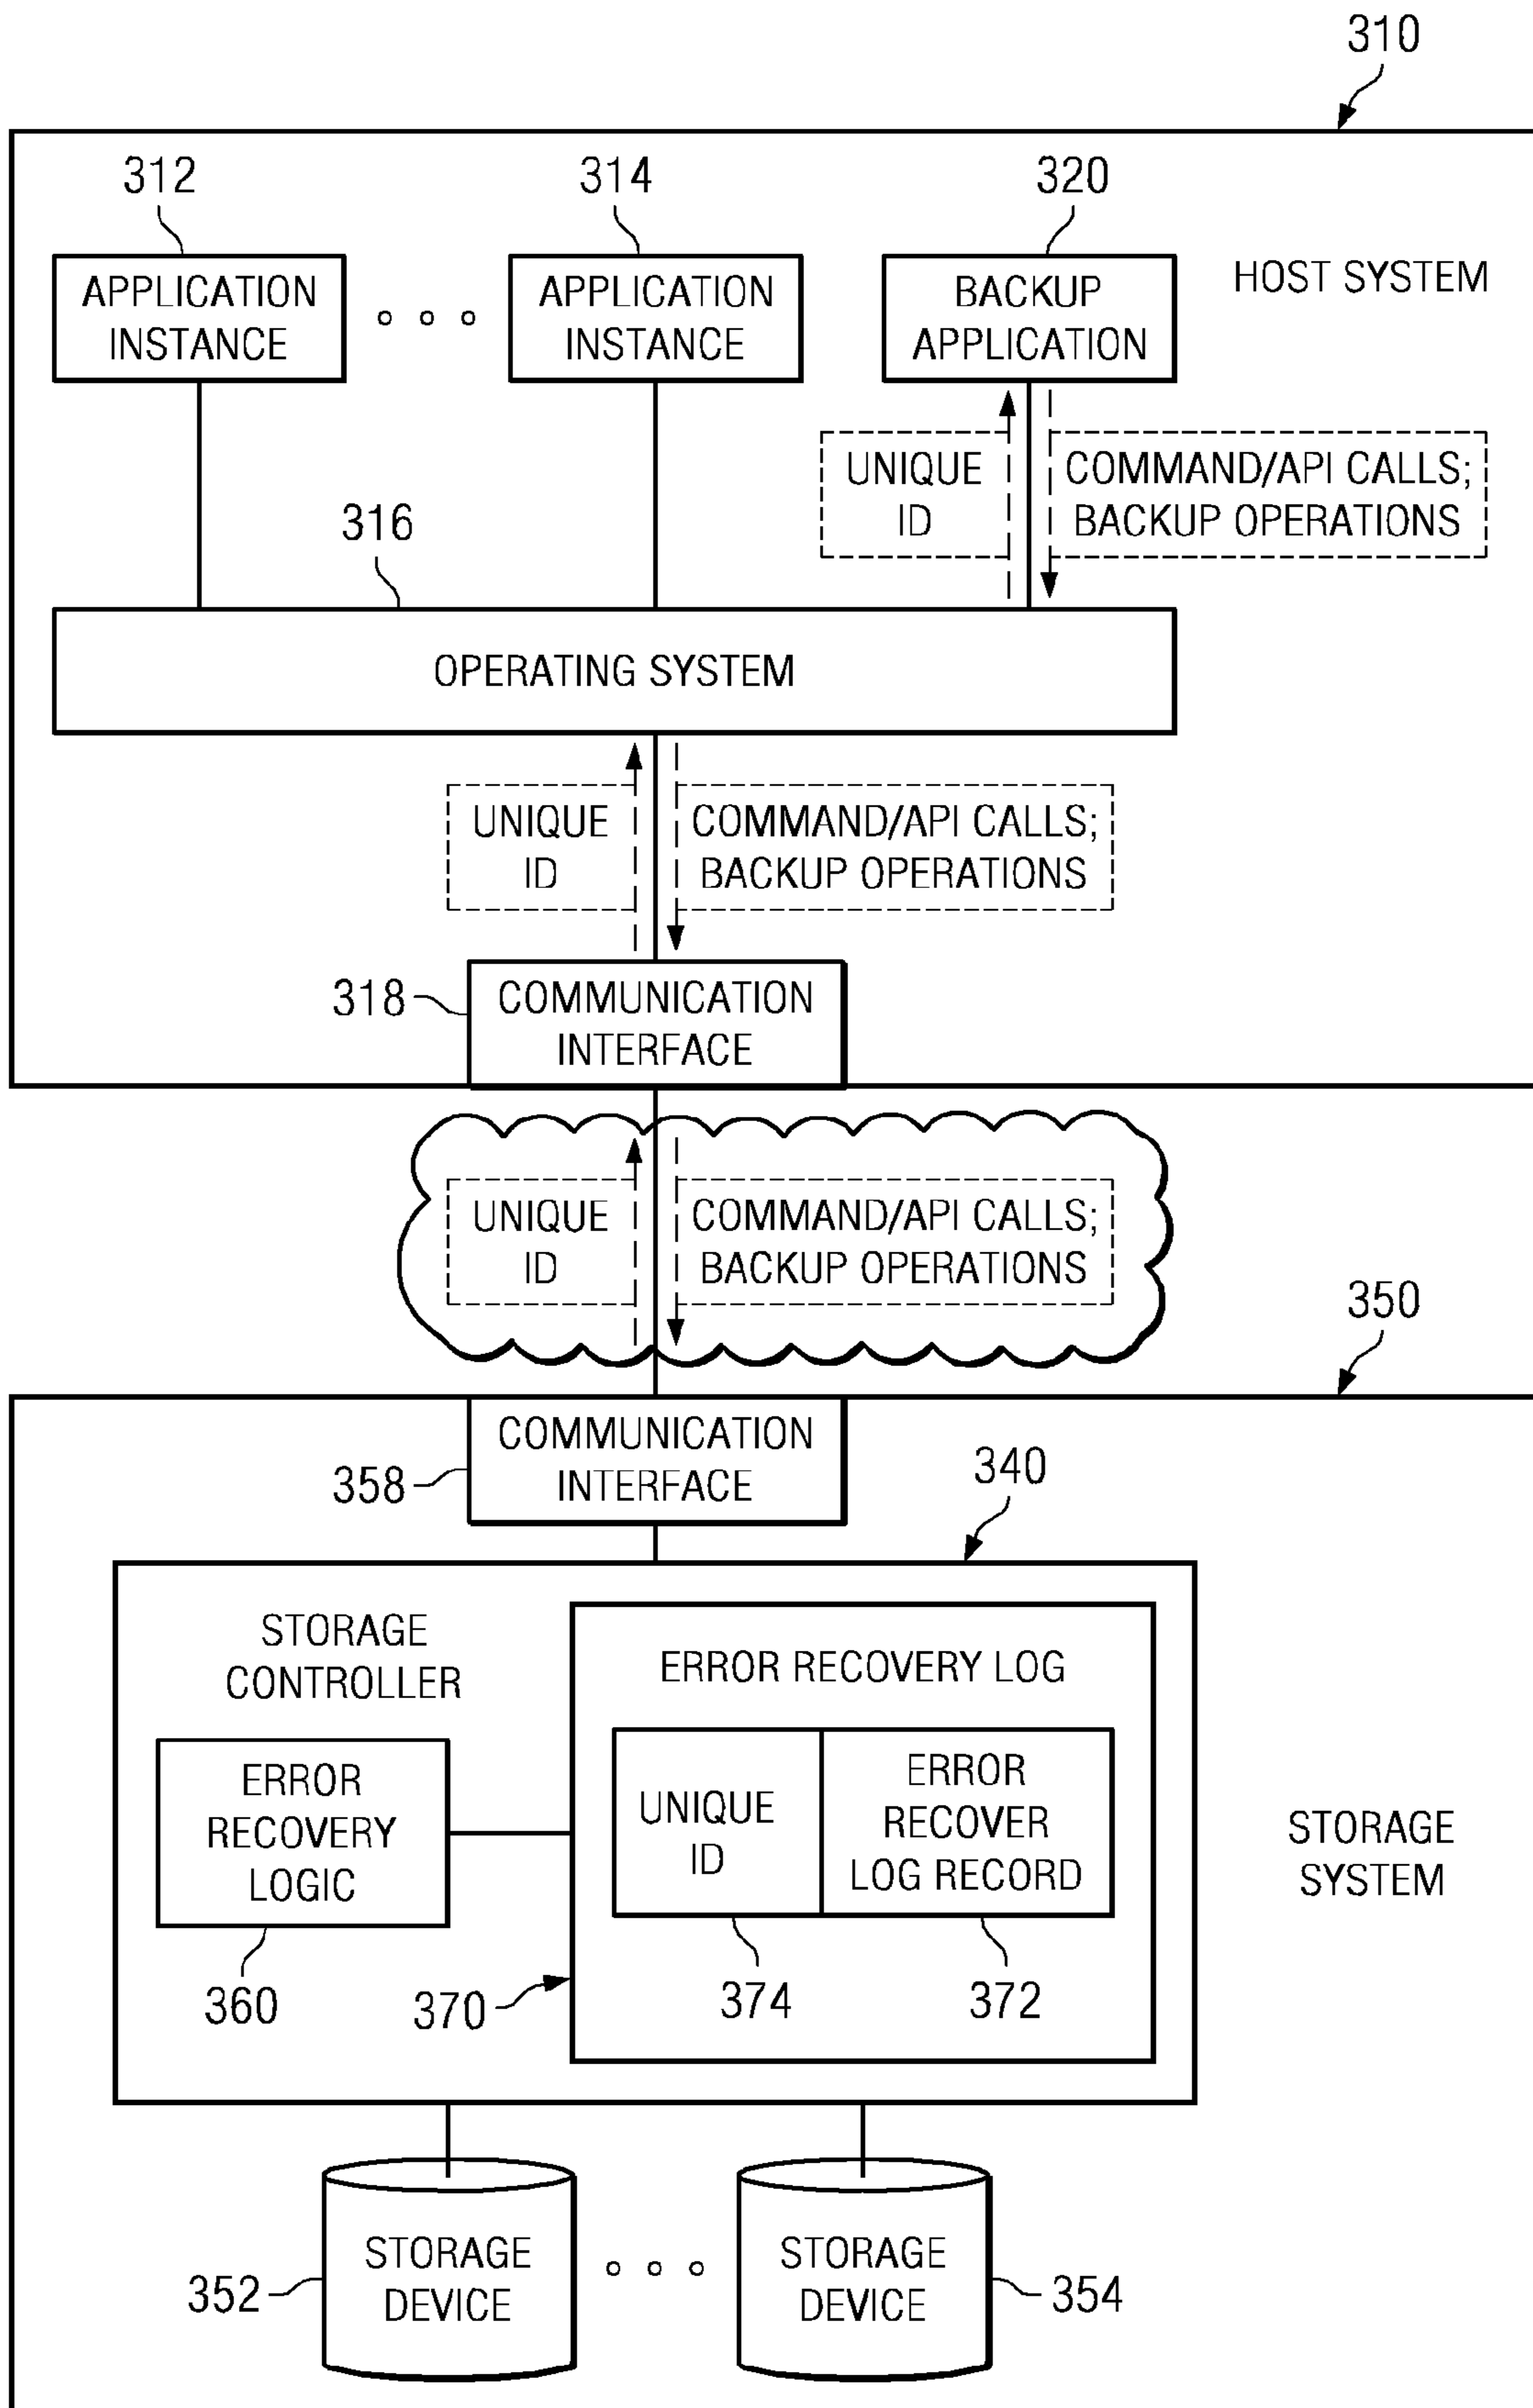 310
312
314
320
APPLICATION
INSTANCE
APPLICATION
INSTANCE
BACKUP
APPLICATION
HOST SYSTEM
UNIQUE
ID
COMMAND/API CALLS;
BACKUP OPERATIONS
316
OPERATING SYSTEM
UNIQUE
ID
COMMAND/API CALLS;
BACKUP OPERATIONS
318
COMMUNICATION
INTERFACE
UNIQUE
ID
COMMAND/API CALLS;
BACKUP OPERATIONS
350
COMMUNICATION
INTERFACE
358
340
STORAGE
CONTROLLER
ERROR RECOVERY LOG
ERROR
RECOVERY
LOGIC
UNIQUE
ID
ERROR
RECOVER
LOG RECORD
STORAGE
SYSTEM
360
370
374
372
STORAGE
DEVICE
STORAGE
DEVICE
352
354